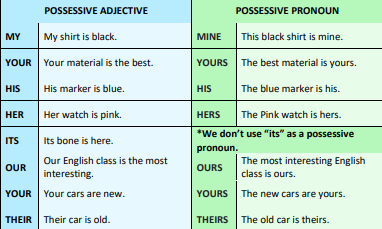 POSSESSIVE ADJECTIVE POSSESSIVE PRONOUN
MY My shirt is black. MINE This black shirt is mine.
YOUR Your material is the best. YOURS The best material is yours.
HIS His marker is blue. HIS The blue marker is his.
HER Her watch is pink. HERS The Pink watch is hers.
ITS Its bone is here. *We don't use “its” as a possessive
pronoun.
OUR Our English class is the most
interesting. OURS The most interesting English
class is ours.
YOUR Your cars are new. YOURS The new cars are yours.
THEIR Their car is old. THEIRS The old car is theirs.